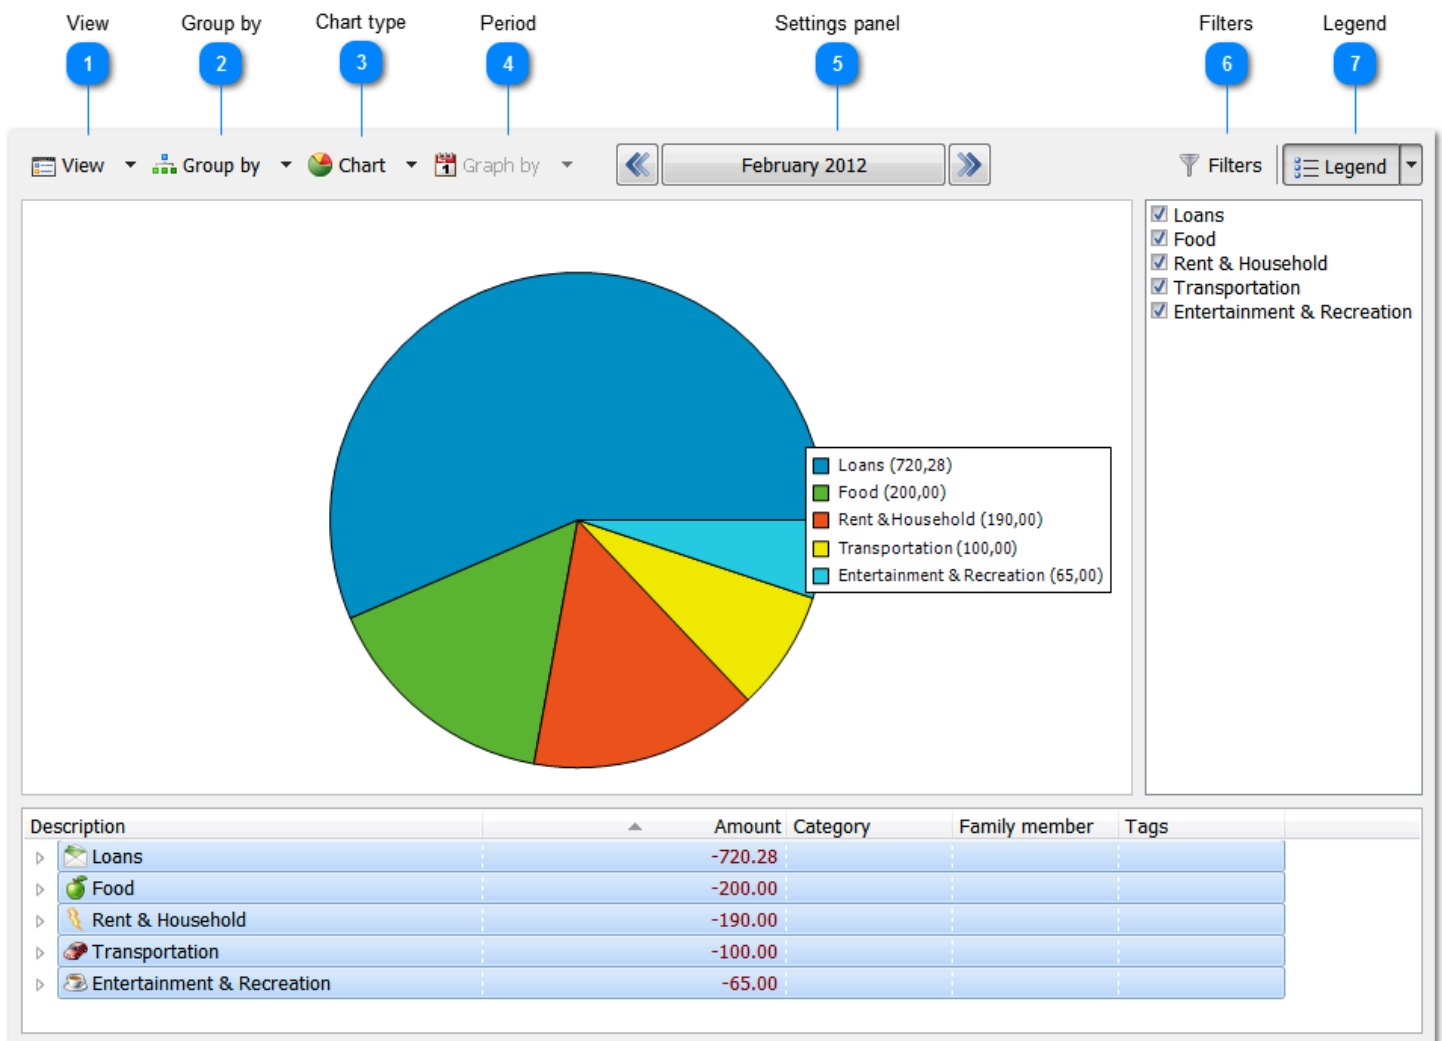 View Group by Chart type Period Settings panel Filters Legend
1 2 3 4 5 6 7
View Group by Chart 1 Graph by February 2012 Filters Legend
Loans
Food
Rent & Household
Transportation
Entertainment & Recreation
Loans (720,28)
Food (200,00)
Rent & Household (190,00)
Transportation (100,00)
Entertainment & Recreation (65,00)
Description Amount Category Family member Tags
Loans -720.28
Food -200.00
Rent & Household -190.00
Transportation -100.00
Entertainment & Recreation -65.00